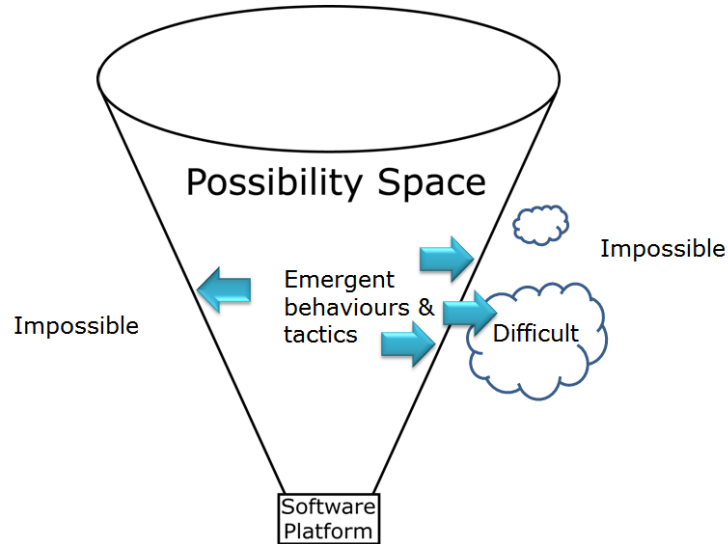 Possibility Space
Impossible
Emergent
behaviours &
tactics
Impossible
Difficult
Software
Platform